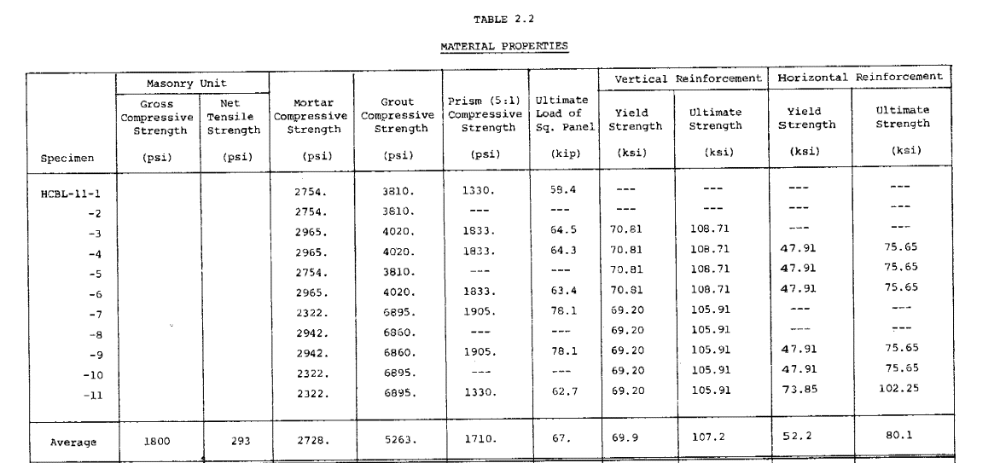 TABLE 2.2
MATERIAL PROPERTIES
Masonry Unit Vertical Reinforcement Horizontal Reinforcement
Specimen Gross Compressive Strength (psi) Net Tensile Strength (psi) Mortar Compressive Strength (psi) Grout Compressive Strength (psi) Prism (5:1) Compressive Strength (psi) Ultimate Load of Sq. Panel (kip) Yield Strength (ksi) Ultimate Strength (ksi) Yield Strength (ksi) Ultimate Strength (ksi)
HCBL-11-1 2754. 3810. 1330. 59.4 --- --- --- ---
-2 2754. 3810. --- --- --- --- --- ---
-3 2965. 4020. 1833. 64.5 70.81 108.71 --- ---
-4 2965. 4020. 1833. 64.3 70.81 108.71 47.91 75.65
-5 2754. 3810. --- --- 70.81 108.71 47.91 75.65
-6 2965. 4020. 1833. 63.4 70.81 108.71 47.91 75.65
-7 2322. 6895. 1905. 78.1 69.20 105.91 --- ---
-8 2942. 6860. --- --- 69.20 105.91 --- ---
-9 2942. 6860. 1905. 78.1 69.20 105.91 47.91 75.65
-10 2322. 6895. --- --- 69.20 105.91 47.91 75.65
-11 2322. 6895. 1330. 62.7 69.20 105.91 73.85 102.25
Average 1800 293 2728. 5263. 1710. 67. 69.9 107.2 52.2 80.1